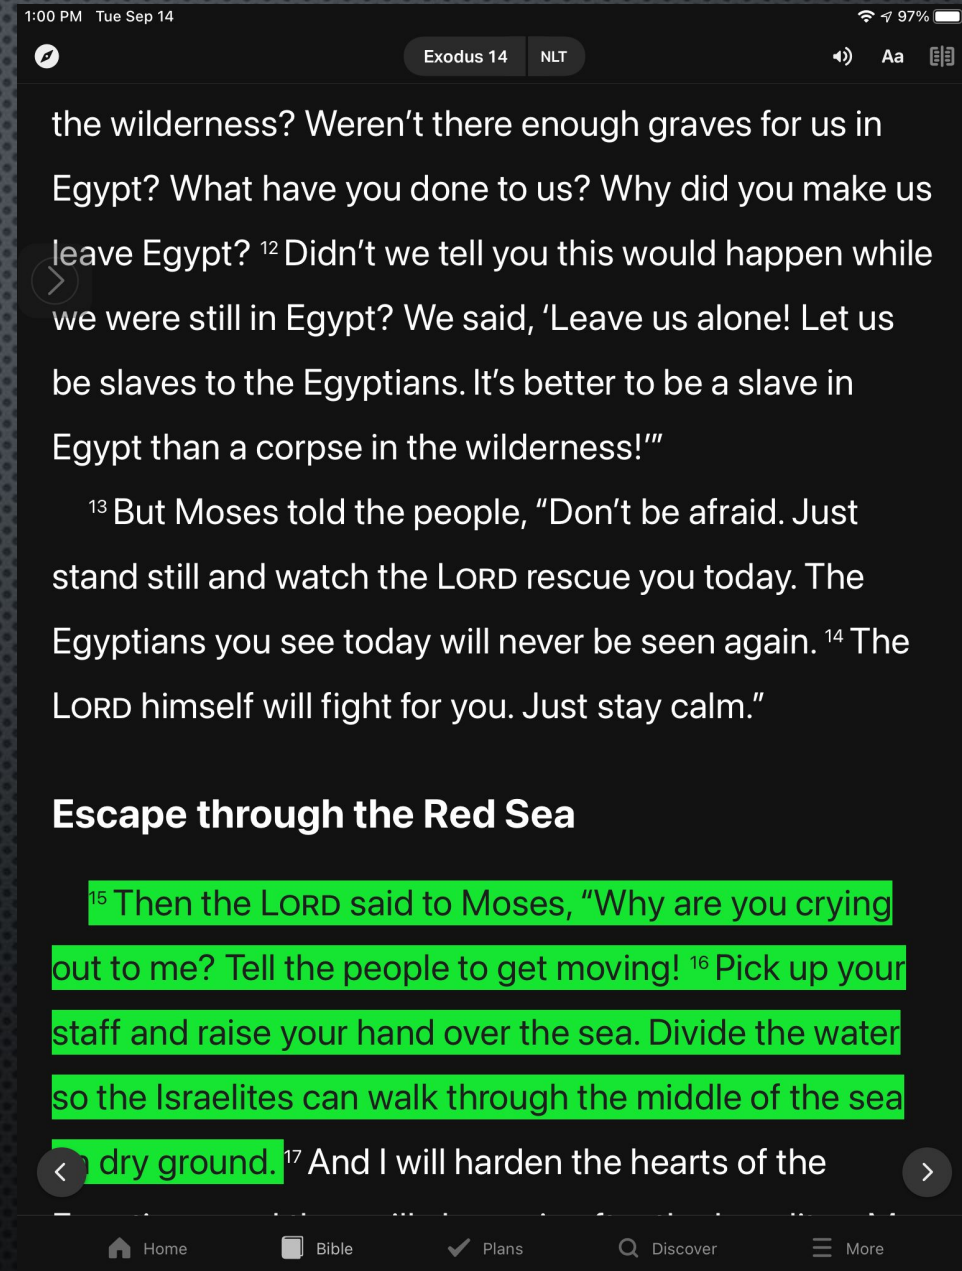 1:00 PM Tue Sep 14 97%
Exodus 14 NLT Aa
the wilderness? Weren’t there enough graves for us in
Egypt? What have you done to us? Why did you make us
leave Egypt? 12 Didn’t we tell you this would happen while
we were still in Egypt? We said, ‘Leave us alone! Let us
be slaves to the Egyptians. It’s better to be a slave in
Egypt than a corpse in the wilderness!’”
13 But Moses told the people, “Don’t be afraid. Just
stand still and watch the LORD rescue you today. The
Egyptians you see today will never be seen again. 14 The
LORD himself will fight for you. Just stay calm.”
Escape through the Red Sea
15 Then the LORD said to Moses, “Why are you crying
out to me? Tell the people to get moving! 16 Pick up your
staff and raise your hand over the sea. Divide the water
so the Israelites can walk through the middle of the sea
dry ground. 17 And I will harden the hearts of the
Home Bible Plans Discover More